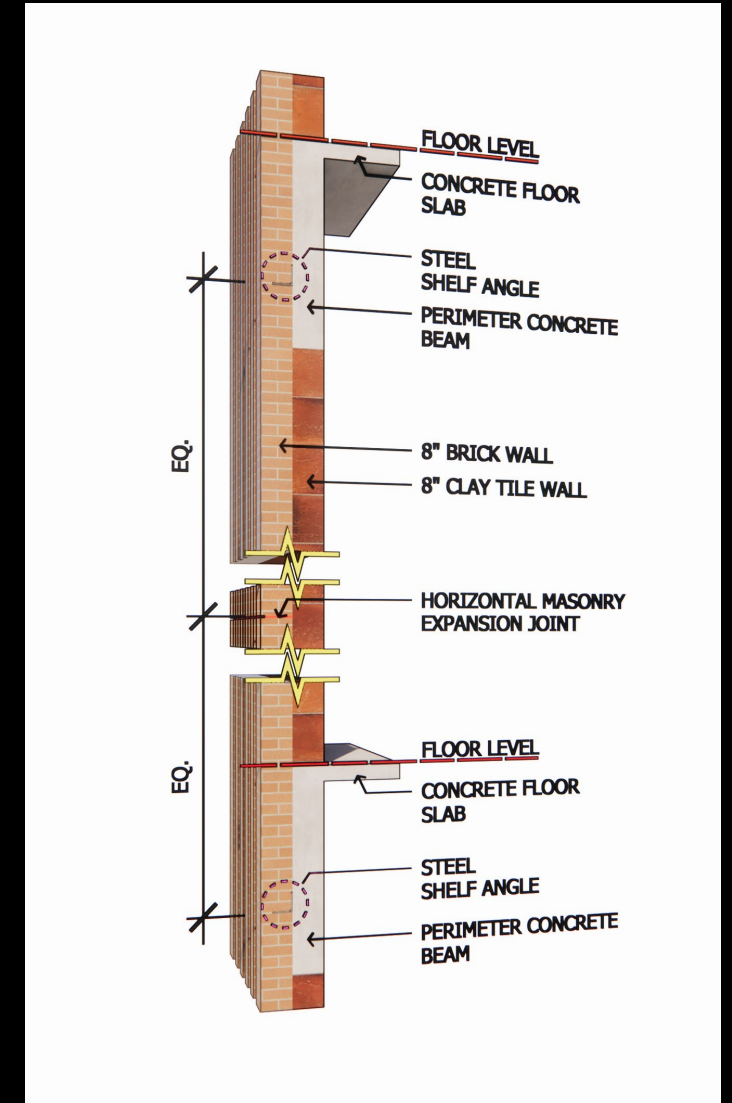 FLOOR LEVEL
CONCRETE FLOOR
SLAB
STEEL
SHELF ANGLE
PERIMETER CONCRETE
BEAM
EQ.
8" BRICK WALL
8" CLAY TILE WALL
HORIZONTAL MASONRY
EXPANSION JOINT
FLOOR LEVEL
EQ.
CONCRETE FLOOR
SLAB
STEEL
SHELF ANGLE
PERIMETER CONCRETE
BEAM